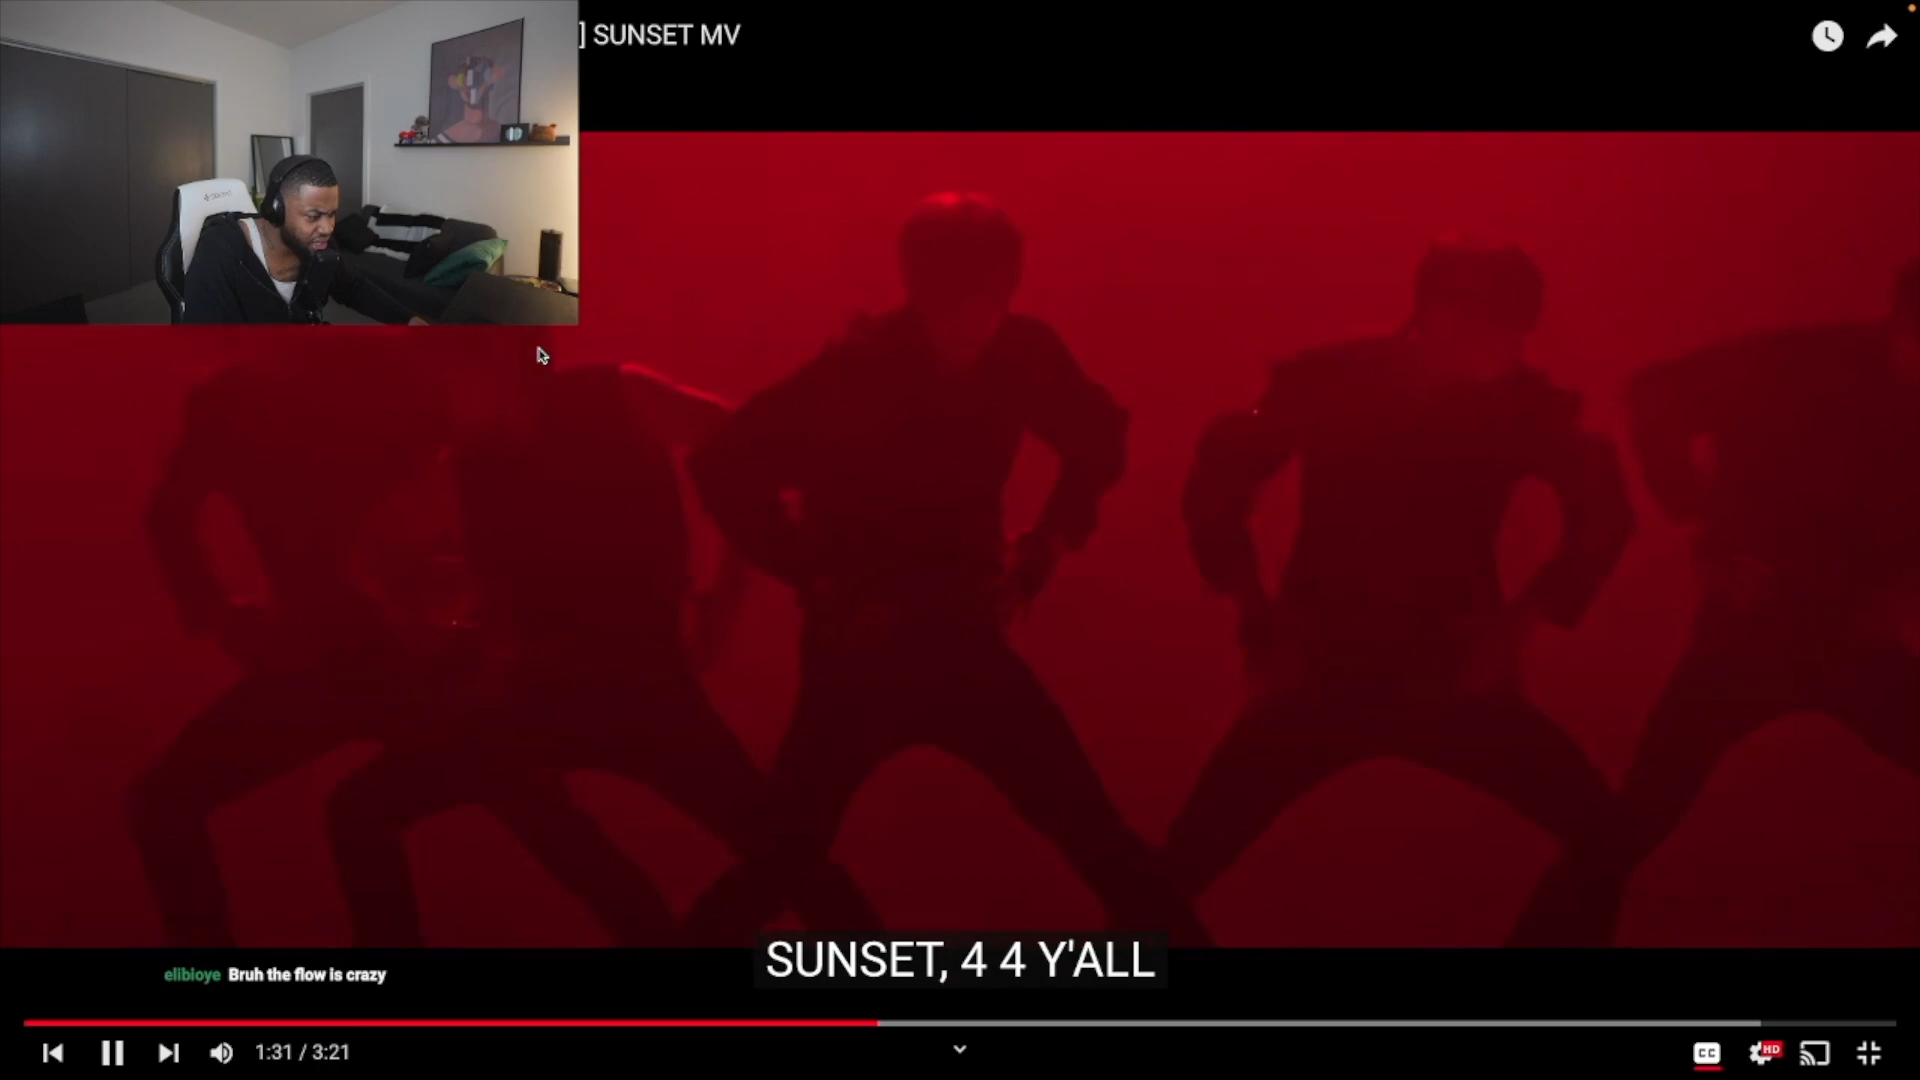 ] SUNSET MV
SUNSET, 4 4 Y'ALL
elibioye Bruh the flow is crazy
1:31 / 3:21
CC
HD